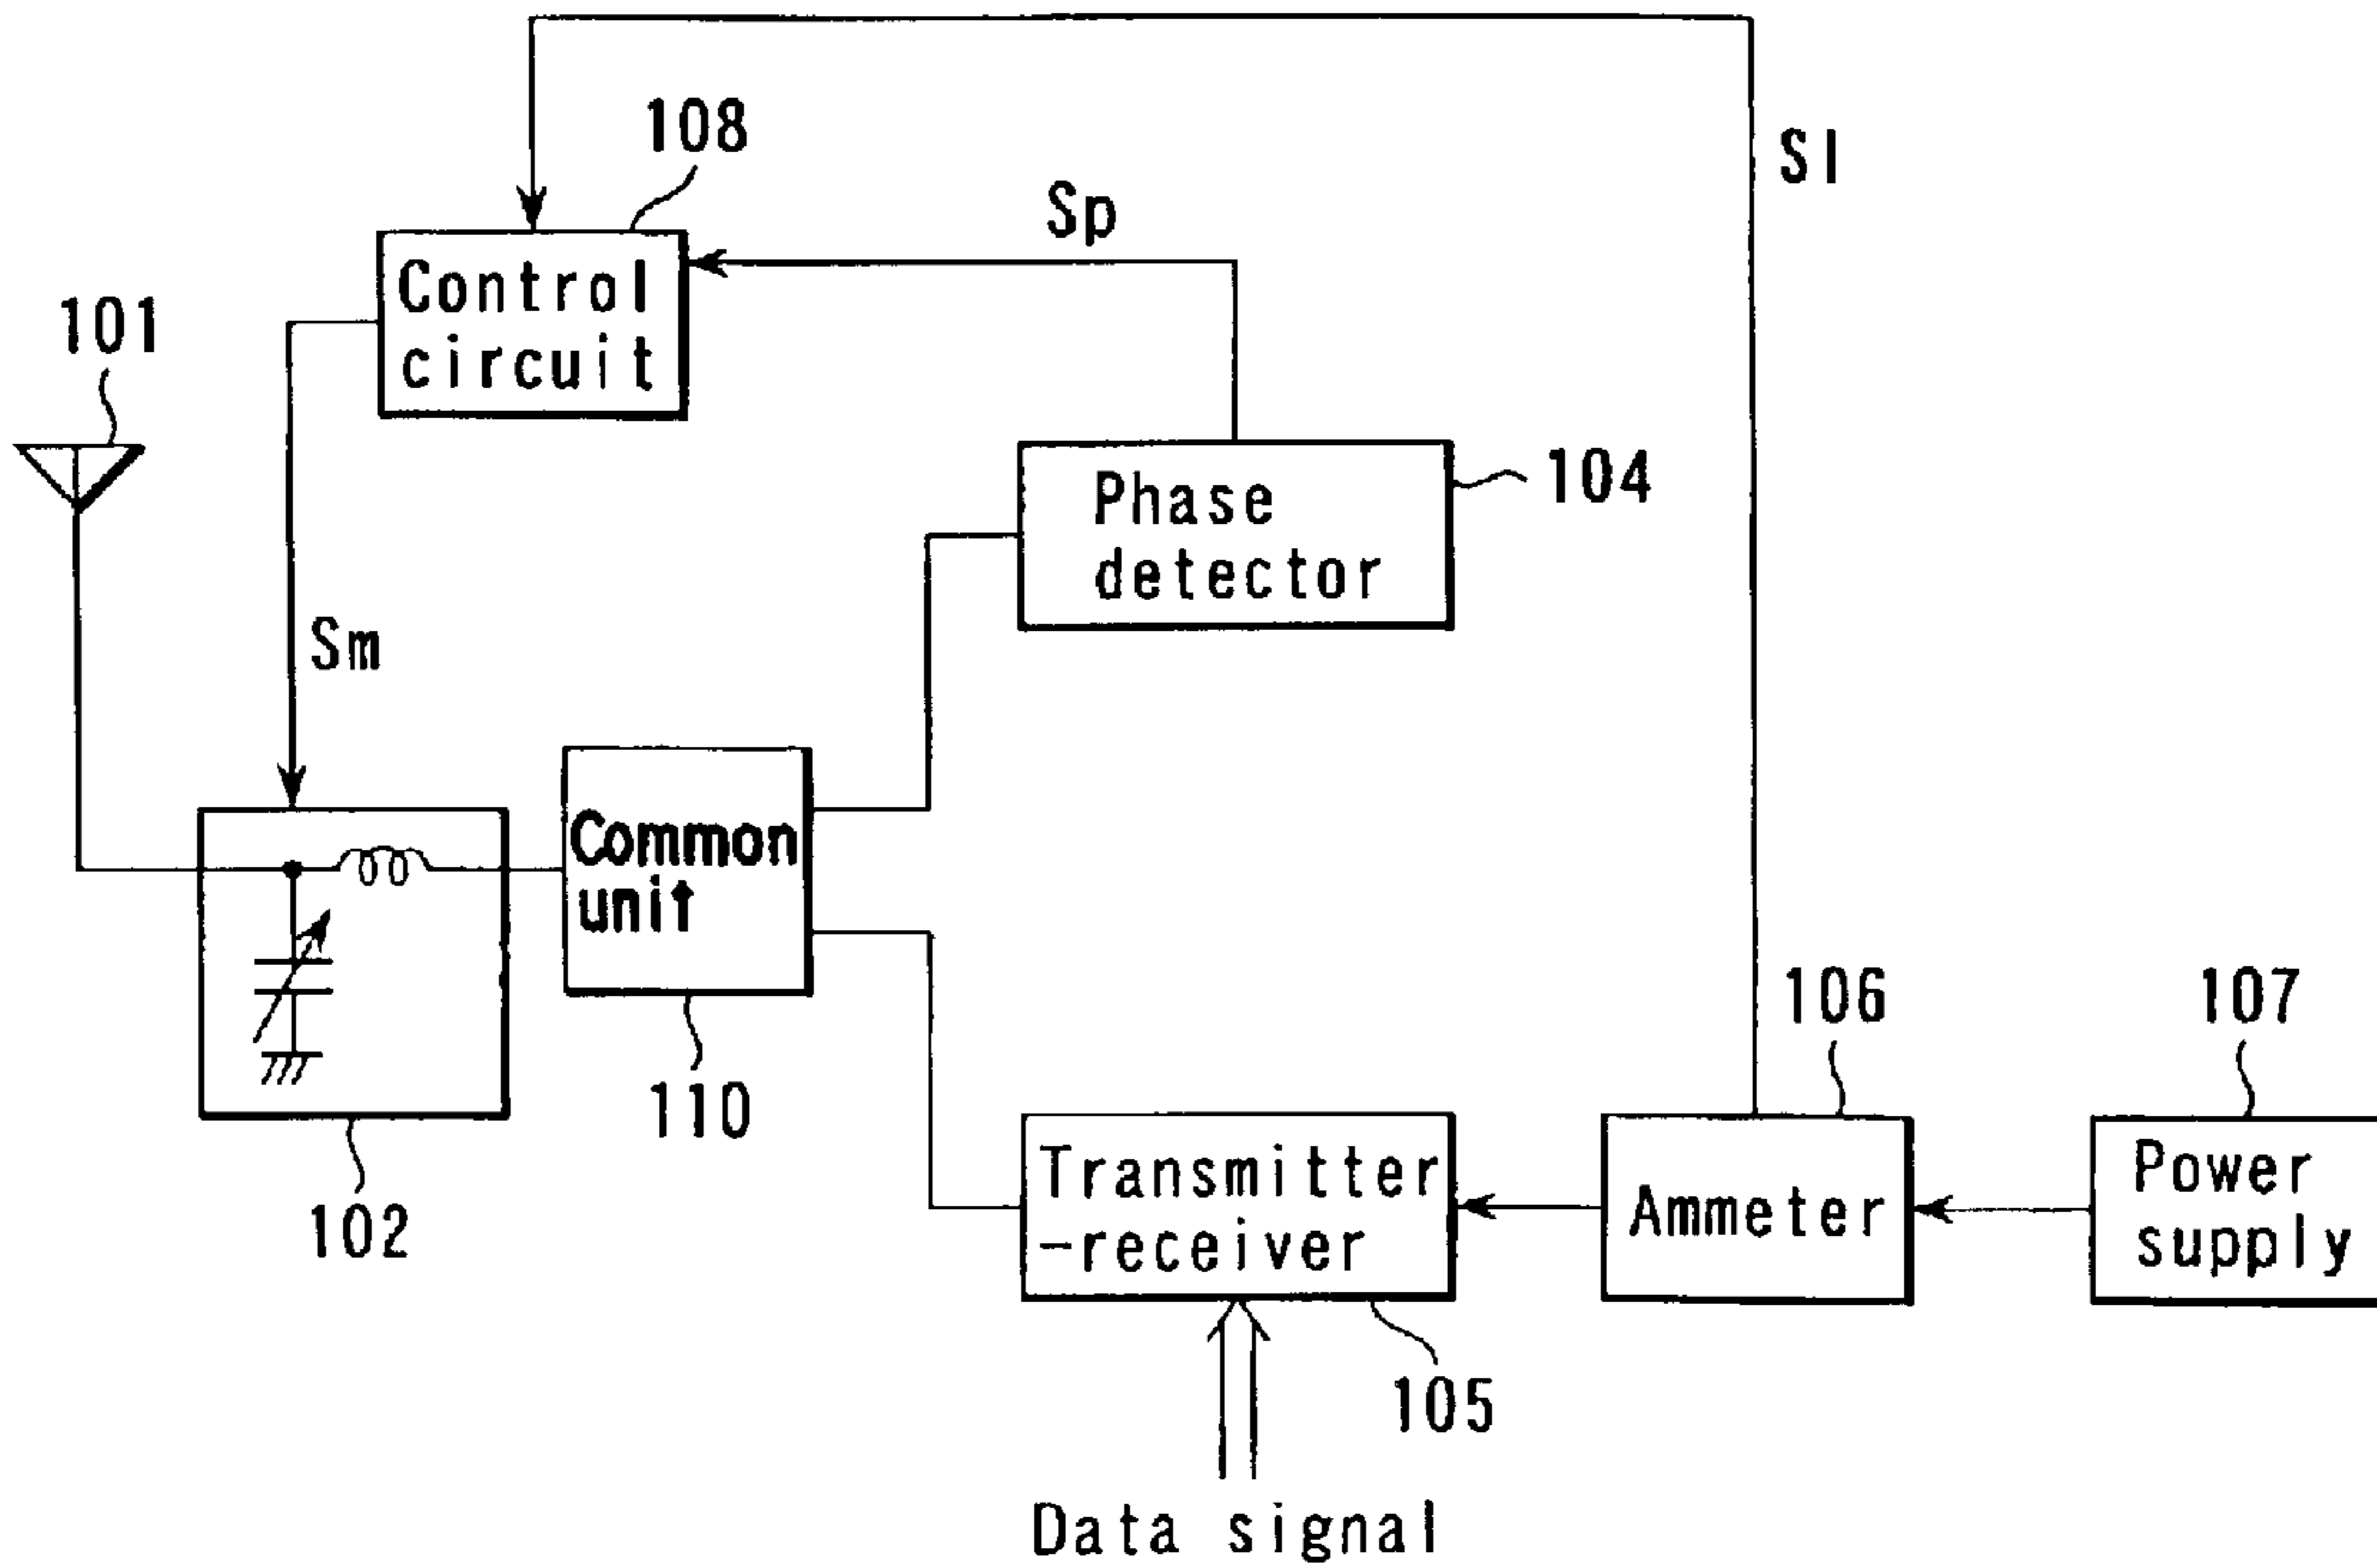 108
SI
Sp
Control
circuit
101
Phase
detector
104
Sm
Common
unit
110
106
107
102
Transmitter
-receiver
Ammeter
Power
supply
105
Data signal